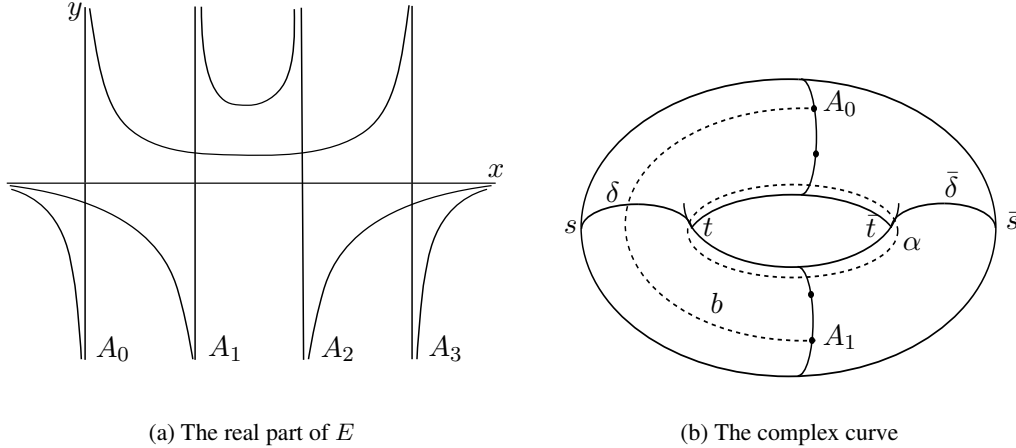 y
x
A₀ A₁ A₂ A₃
(a) The real part of E
A₀
δ
δ̄
s t t̄ s̄
α
b
A₁
(b) The complex curve